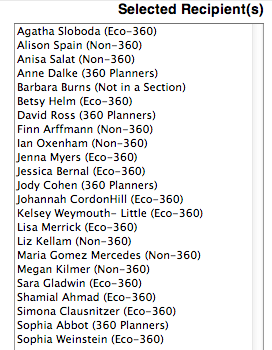 Selected Recipient(s)
Agatha Sloboda (Eco-360)
Alison Spain (Non-360)
Anisa Salat (Non-360)
Anne Dalke (360 Planners)
Barbara Burns (Not in a Section)
Betsy Helm (Eco-360)
David Ross (360 Planners)
Finn Arffmann (Non-360)
Ian Oxenham (Non-360)
Jenna Myers (Eco-360)
Jessica Bernal (Eco-360)
Jody Cohen (360 Planners)
Johannah CordonHill (Eco-360)
Kelsey Weymouth- Little (Eco-360)
Lisa Merrick (Eco-360)
Liz Kellam (Non-360)
Maria Gomez Mercedes (Non-360)
Megan Kilmer (Non-360)
Sara Gladwin (Eco-360)
Shamial Ahmad (Eco-360)
Simona Clausnitzer (Eco-360)
Sophia Abbot (360 Planners)
Sophia Weinstein (Eco-360)